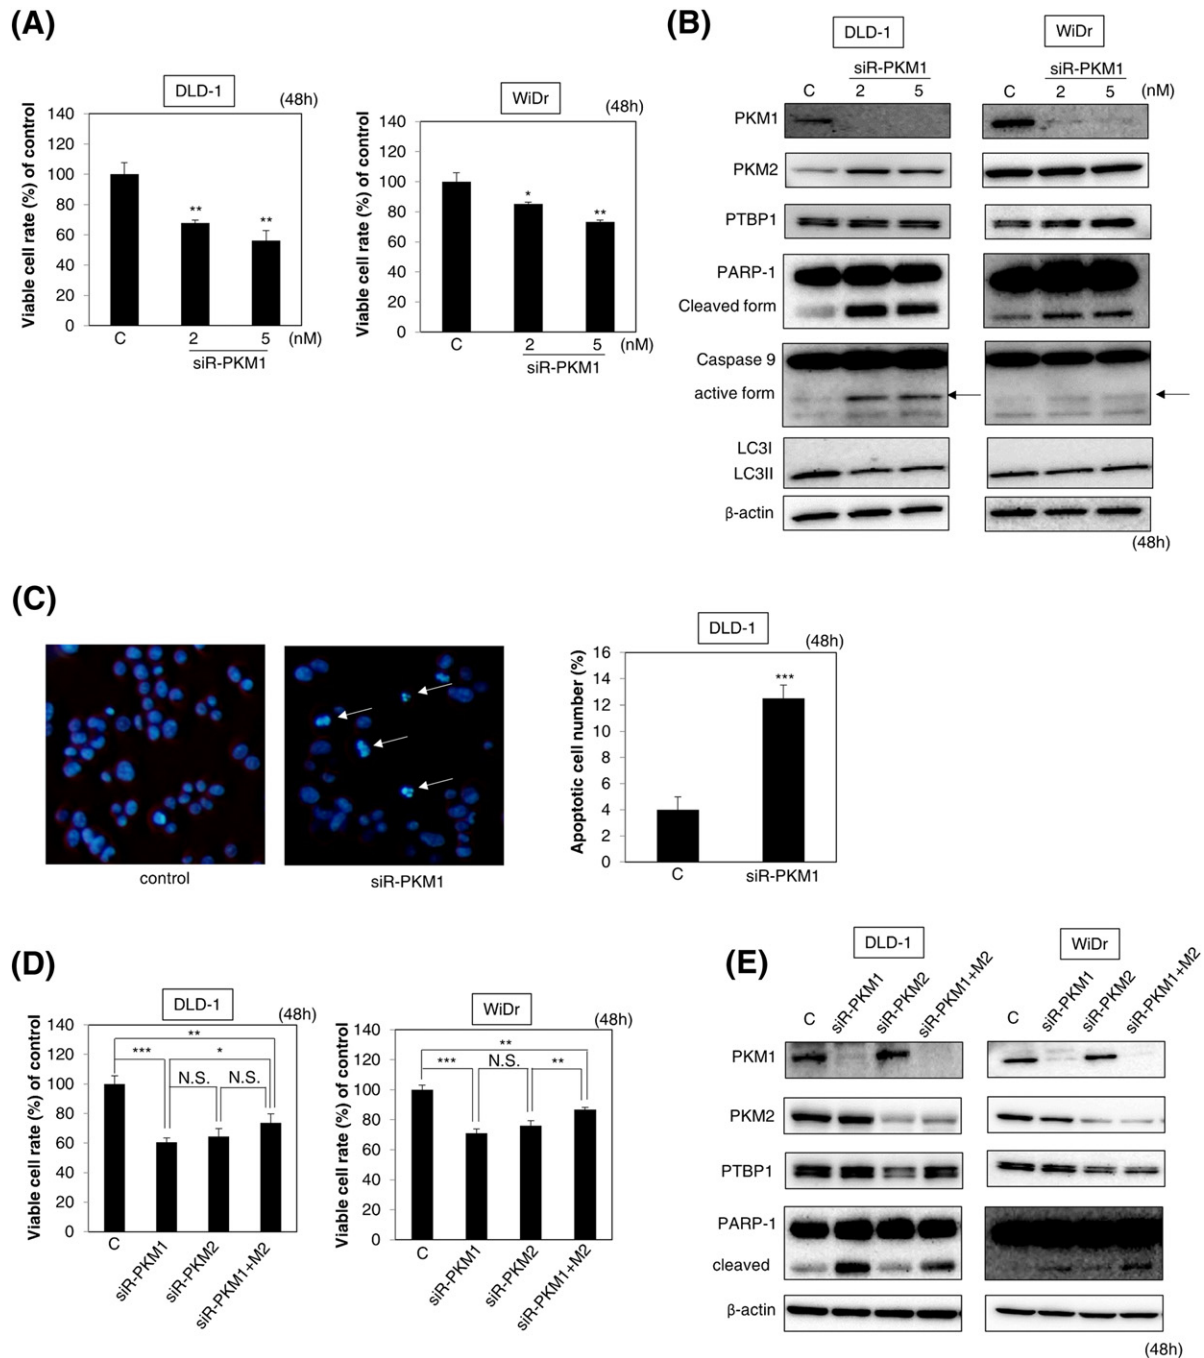 (A)
DLD-1
(48h)
Viable cell rate (%) of control
140
120
100
80
60
40
20
0
C
2
5
(nM)
siR-PKM1
WiDr
(48h)
Viable cell rate (%) of control
140
120
100
80
60
40
20
0
**
**
*
**
C
2
5
(nM)
siR-PKM1
(B)
DLD-1
WiDr
siR-PKM1
siR-PKM1
C
2
5
C
2
5
(nM)
PKM1
PKM2
PTBP1
PARP-1
Cleaved form
Caspase 9
active form
LC3I
LC3II
β-actin
(48h)
(C)
control
siR-PKM1
DLD-1
(48h)
Apoptotic cell number (%)
16
14
12
10
8
6
4
2
0
***
C
siR-PKM1
(D)
DLD-1
(48h)
Viable cell rate (%) of control
140
120
100
80
60
40
20
0
**
***
*
N.S.
N.S.
C
siR-PKM1
siR-PKM2
siR-PKM1+M2
WiDr
(48h)
Viable cell rate (%) of control
140
120
100
80
60
40
20
0
**
***
N.S.
**
C
siR-PKM1
siR-PKM2
siR-PKM1+M2
(E)
DLD-1
WiDr
C
siR-PKM1
siR-PKM2
siR-PKM1+M2
C
siR-PKM1
siR-PKM2
siR-PKM1+M2
PKM1
PKM2
PTBP1
PARP-1
cleaved
β-actin
(48h)